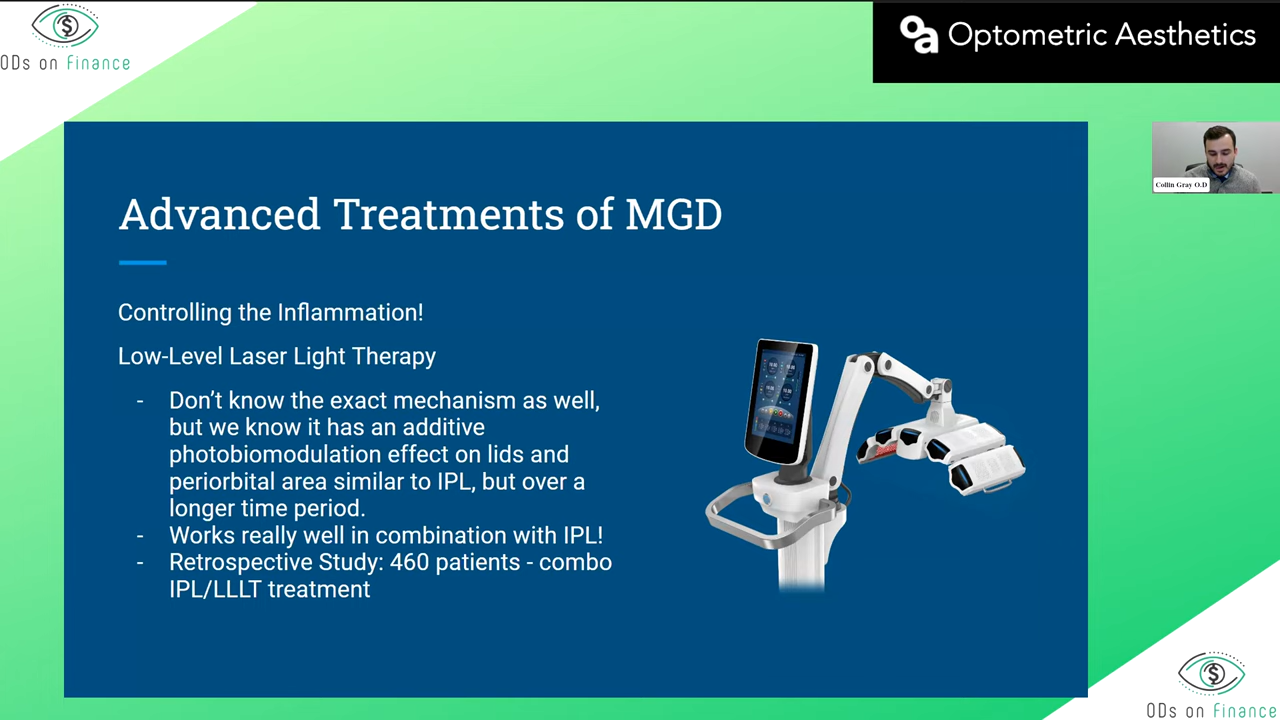 ODs on Finance
oa Optometric Aesthetics
Collin Gray O.D
Advanced Treatments of MGD
Controlling the Inflammation!
Low-Level Laser Light Therapy
- Don’t know the exact mechanism as well,
but we know it has an additive
photobiomodulation effect on lids and
periorbital area similar to IPL, but over a
longer time period.
- Works really well in combination with IPL!
- Retrospective Study: 460 patients - combo
IPL/LLLT treatment
ODs on Finance